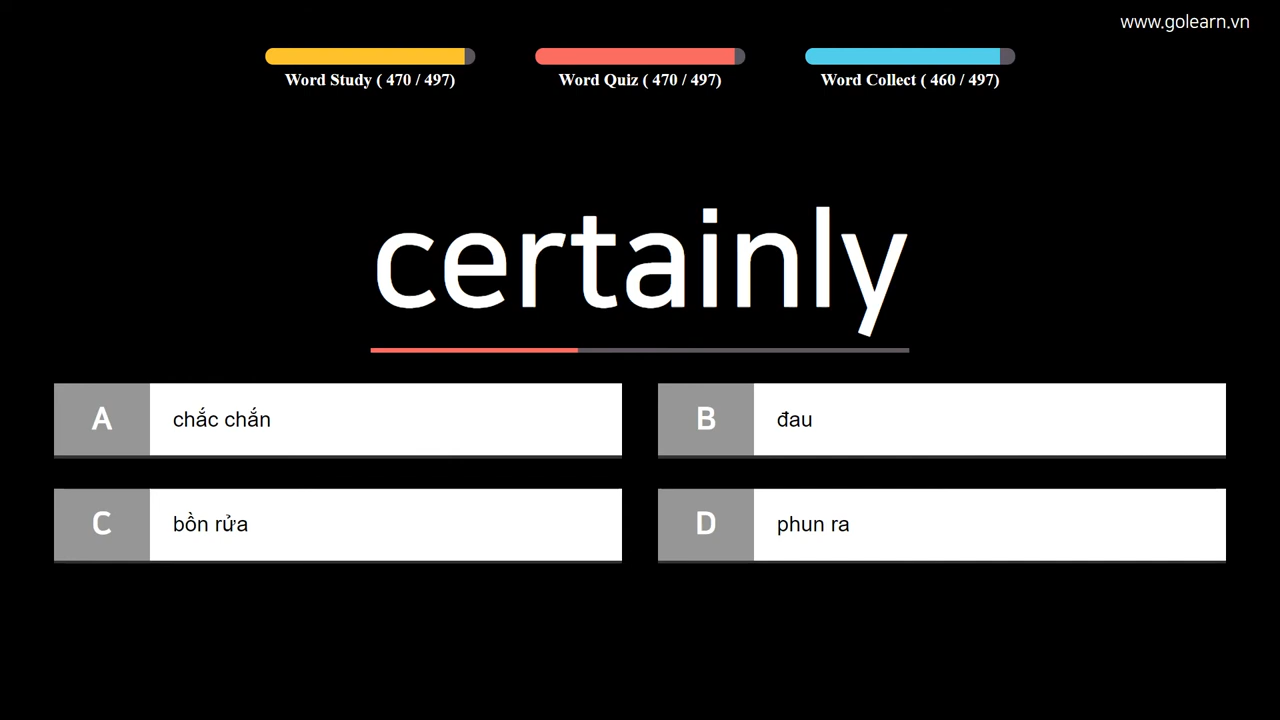 www.golearn.vn
Word Study ( 470 / 497)
Word Quiz ( 470 / 497)
Word Collect ( 460 / 497)
certainly
A
chắc chắn
B
đau
C
bồn rửa
D
phun ra